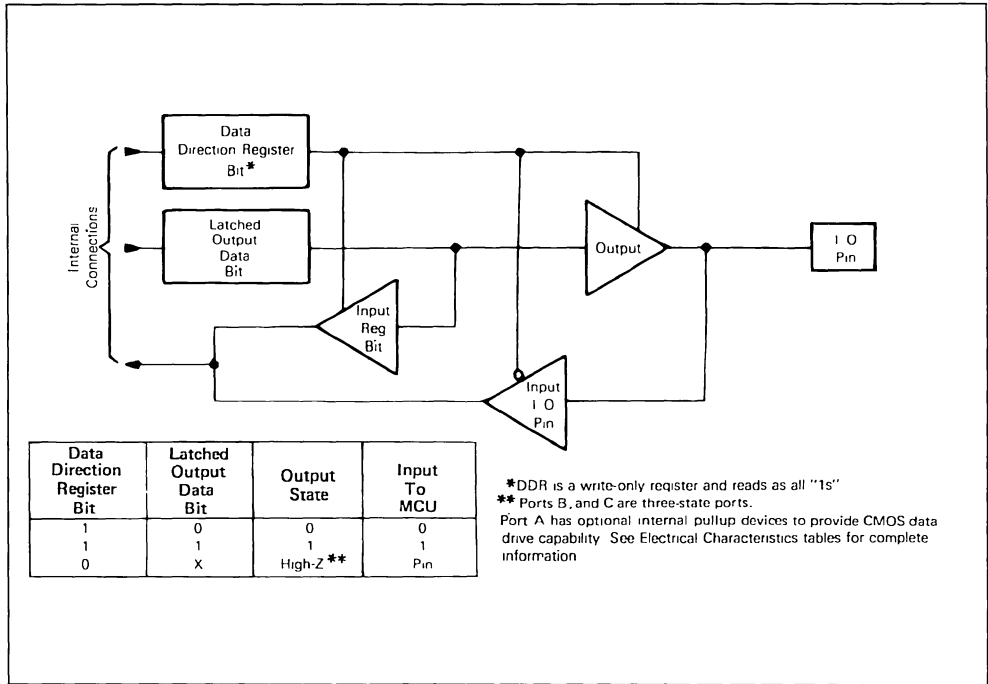 Data
Direction Register
Bit*
Latched
Output
Data
Bit
Internal
Connections
Input
Reg
Bit
Output
I O
Pin
Input
I O
Pin
Data
Direction
Register
Bit
Latched
Output
Data
Bit
Output
State
Input
To
MCU
1 0 0 0
1 1 1 1
0 X High-Z** Pin
*DDR is a write-only register and reads as all "1s"
** Ports B, and C are three-state ports.
Port A has optional internal pullup devices to provide CMOS data
drive capability See Electrical Characteristics tables for complete
information